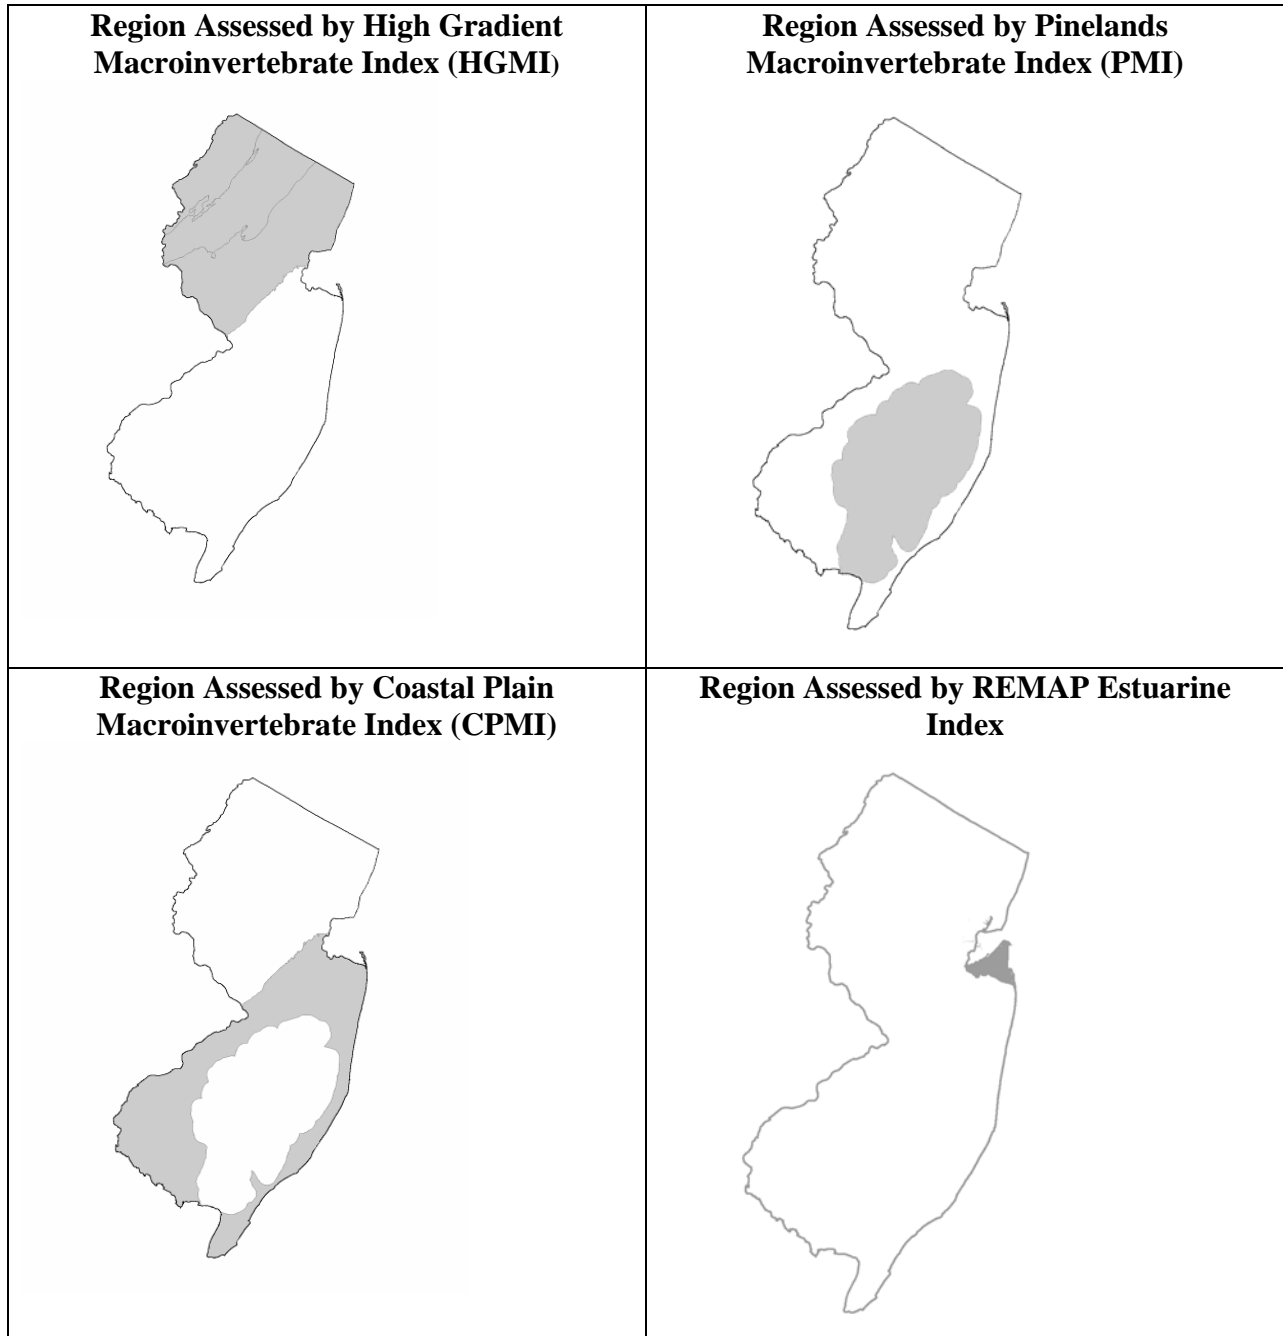 Region Assessed by High Gradient
Macroinvertebrate Index (HGMI)
Region Assessed by Pinelands
Macroinvertebrate Index (PMI)
Region Assessed by Coastal Plain
Macroinvertebrate Index (CPMI)
Region Assessed by REMAP Estuarine
Index